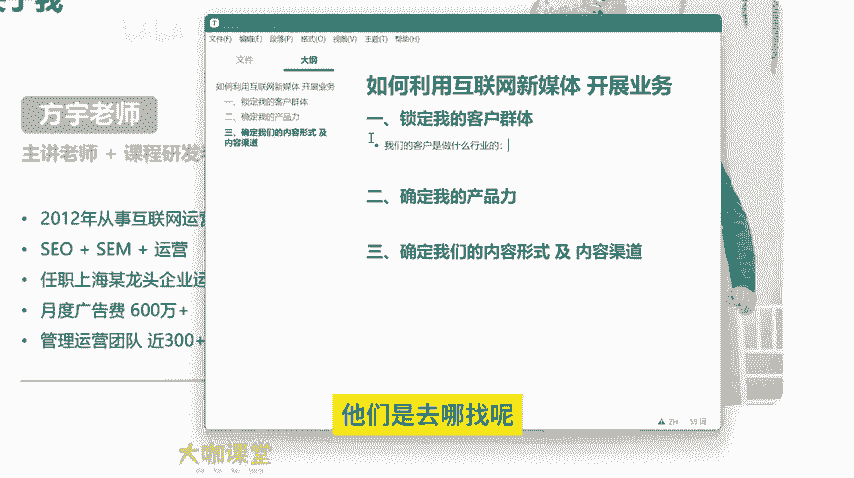 关于我
方宇老师
主讲老师 + 课程研发
2012年从事互联网运营
SEO + SEM + 运营
任职上海某龙头企业运
月度广告费 600万+
管理运营团队 近300+
文件(F) 编辑(E) 段落(P) 格式(O) 视图(V) 主题(T) 帮助(H)
文件 大纲
如何利用互联网新媒体 开展业务
一、锁定我的客户群体
二、确定我的产品力
三、确定我们的内容形式 及
内容渠道
如何利用互联网新媒体 开展业务
一、锁定我的客户群体
我们的客户是做什么行业的：
二、确定我的产品力
三、确定我们的内容形式 及 内容渠道
他们是去哪找呢
大咖课堂